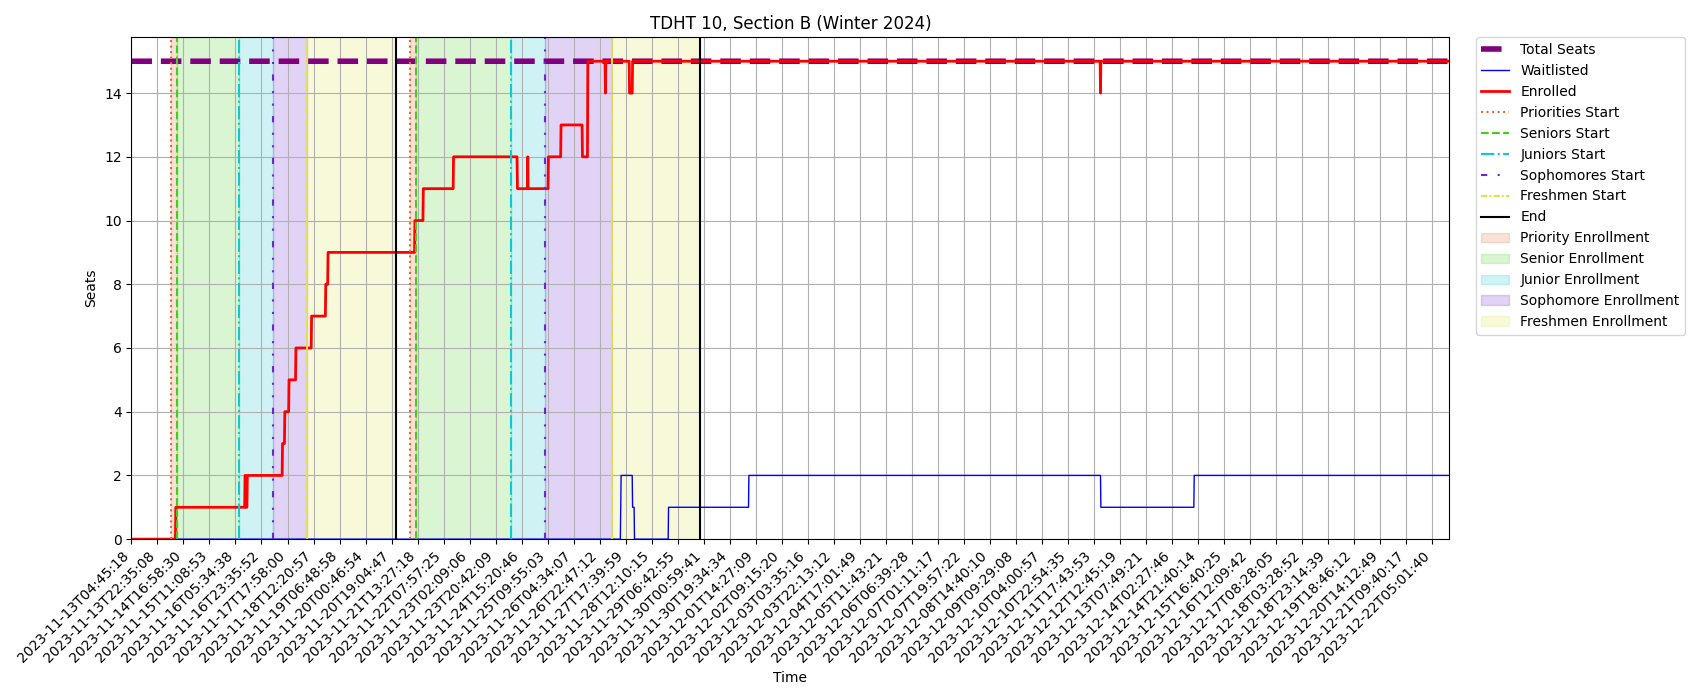 TDHT 10, Section B (Winter 2024)
Total Seats
Waitlisted
Enrolled
Priorities Start
Seniors Start
Juniors Start
Sophomores Start
Freshmen Start
End
Priority Enrollment
Senior Enrollment
Junior Enrollment
Sophomore Enrollment
Freshmen Enrollment
Seats
14
12
10
8
6
4
2
0
2023-11-13T04:45:18
2023-11-13T22:35:08
2023-11-14T16:58:30
2023-11-15T11:08:53
2023-11-16T05:34:38
2023-11-16T23:35:52
2023-11-17T17:58:00
2023-11-18T12:20:57
2023-11-19T06:48:58
2023-11-20T00:46:54
2023-11-20T19:04:47
2023-11-21T13:27:18
2023-11-22T07:57:25
2023-11-23T02:09:06
2023-11-23T20:42:09
2023-11-24T15:20:46
2023-11-25T09:55:03
2023-11-26T04:34:07
2023-11-26T22:47:12
2023-11-27T17:39:59
2023-11-28T12:10:15
2023-11-29T06:42:55
2023-11-30T00:59:41
2023-11-30T19:34:34
2023-12-01T14:27:09
2023-12-02T09:15:20
2023-12-03T03:35:16
2023-12-03T22:13:12
2023-12-04T17:01:49
2023-12-05T11:43:21
2023-12-06T06:39:28
2023-12-07T01:11:17
2023-12-07T19:57:22
2023-12-08T14:40:10
2023-12-09T09:29:08
2023-12-10T04:00:57
2023-12-10T22:54:35
2023-12-11T17:43:53
2023-12-12T12:45:19
2023-12-13T07:49:21
2023-12-14T02:27:46
2023-12-14T21:40:14
2023-12-15T16:40:25
2023-12-16T12:09:42
2023-12-17T08:28:05
2023-12-18T03:28:52
2023-12-18T23:14:39
2023-12-19T18:46:12
2023-12-20T14:12:49
2023-12-21T09:40:17
2023-12-22T05:01:40
Time